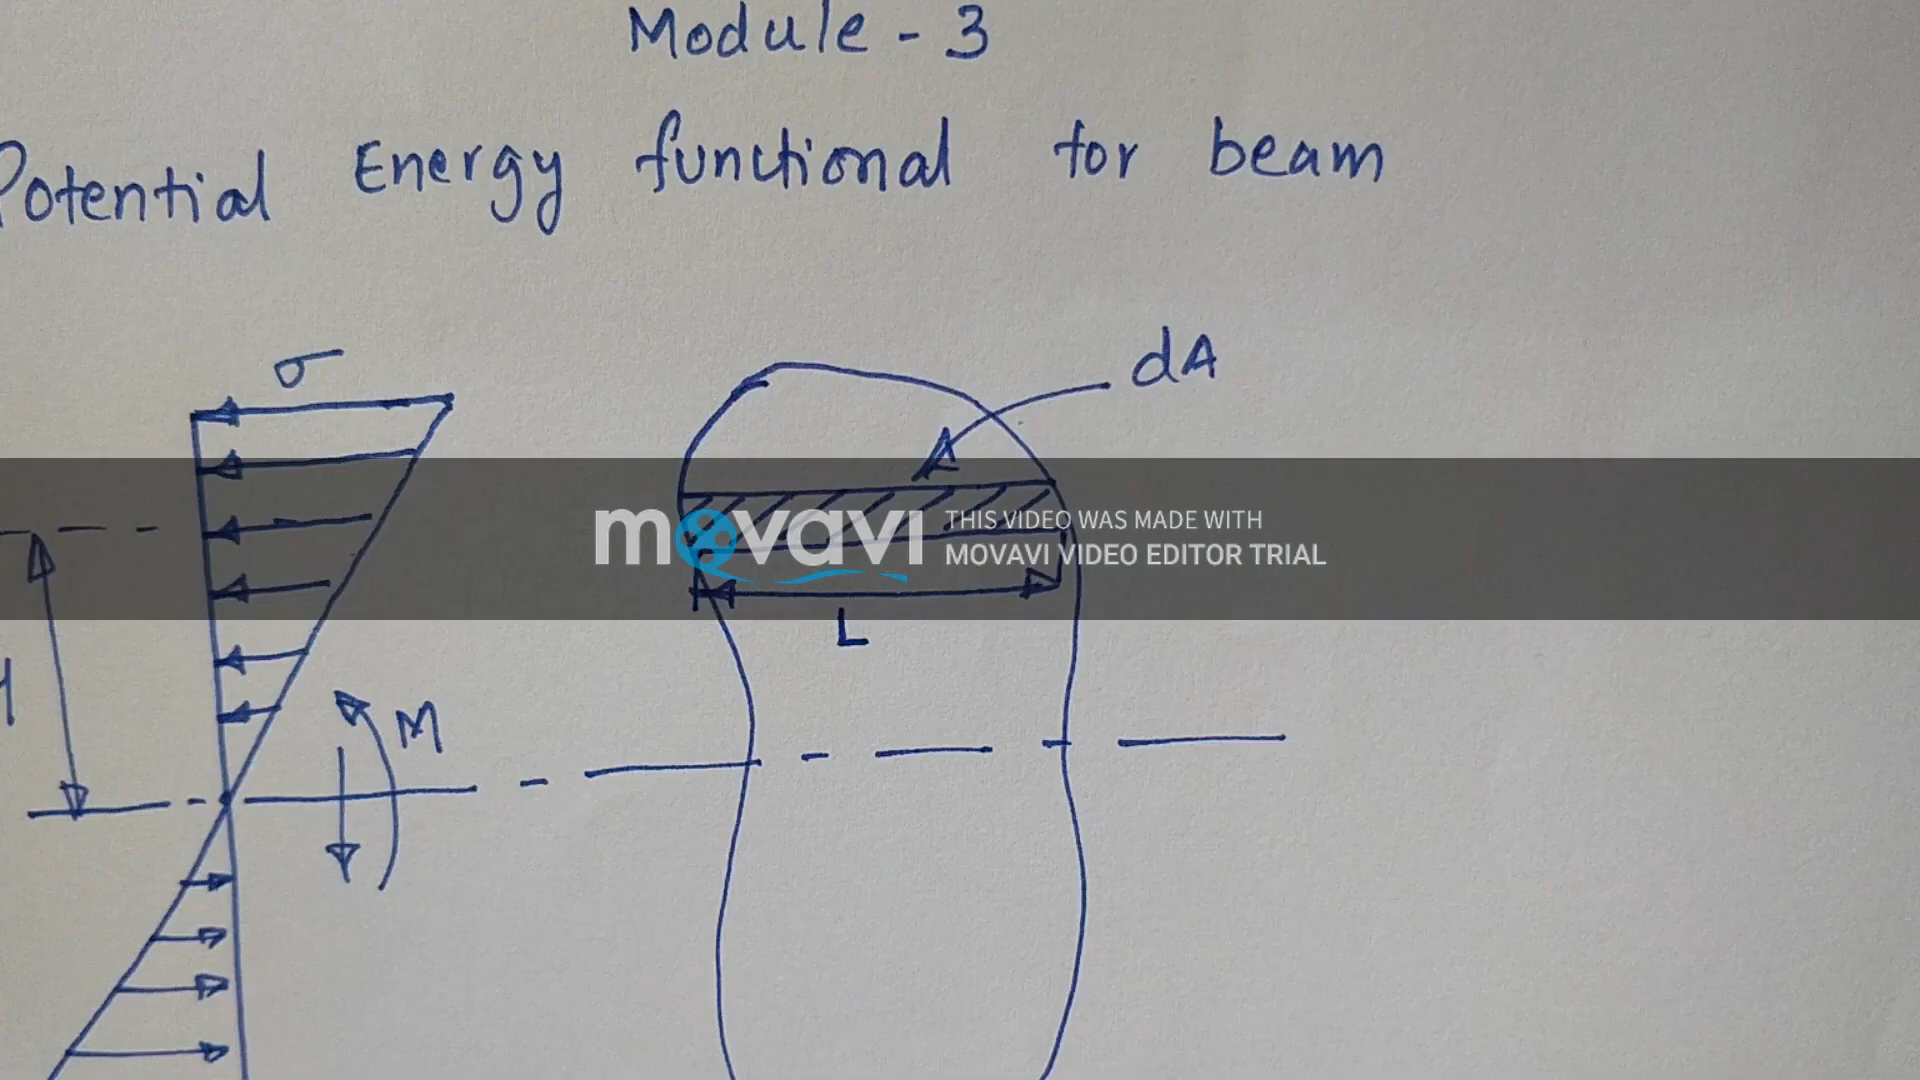 Module - 3
Potential Energy functional for beam
σ
dA
movavi THIS VIDEO WAS MADE WITH
MOVAVI VIDEO EDITOR TRIAL
L
M